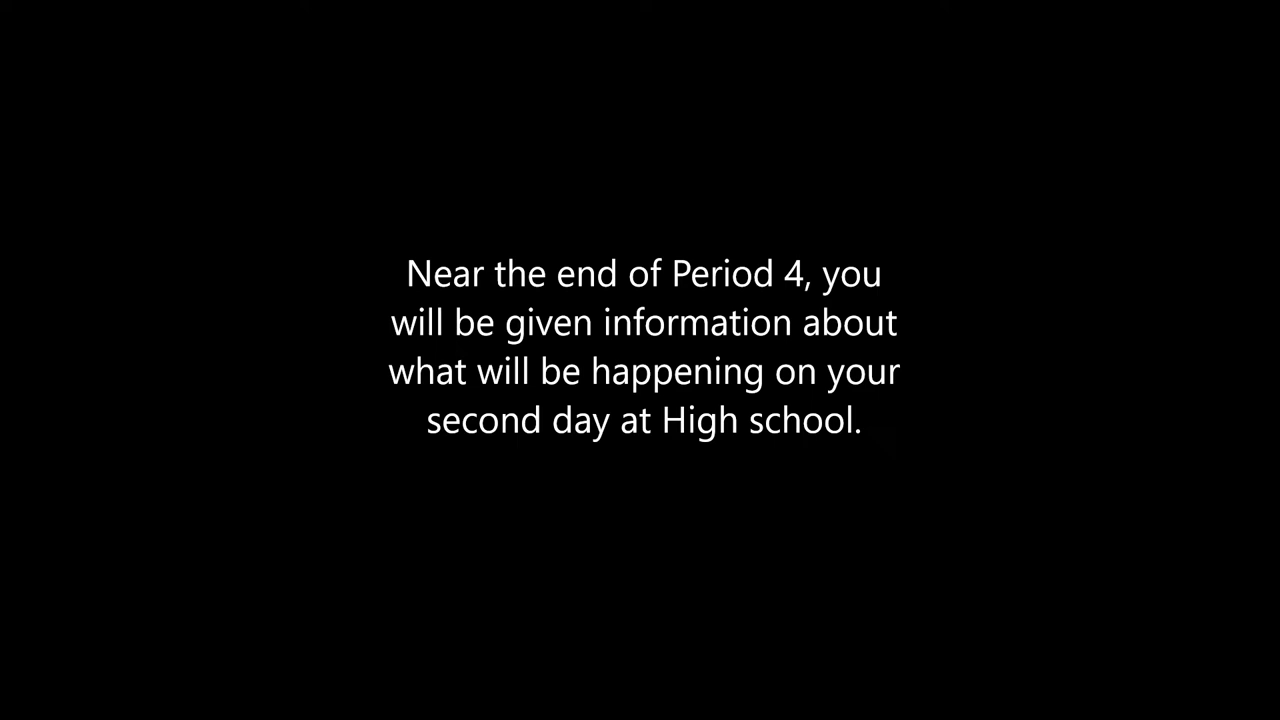 Near the end of Period 4, you
will be given information about
what will be happening on your
second day at High school.